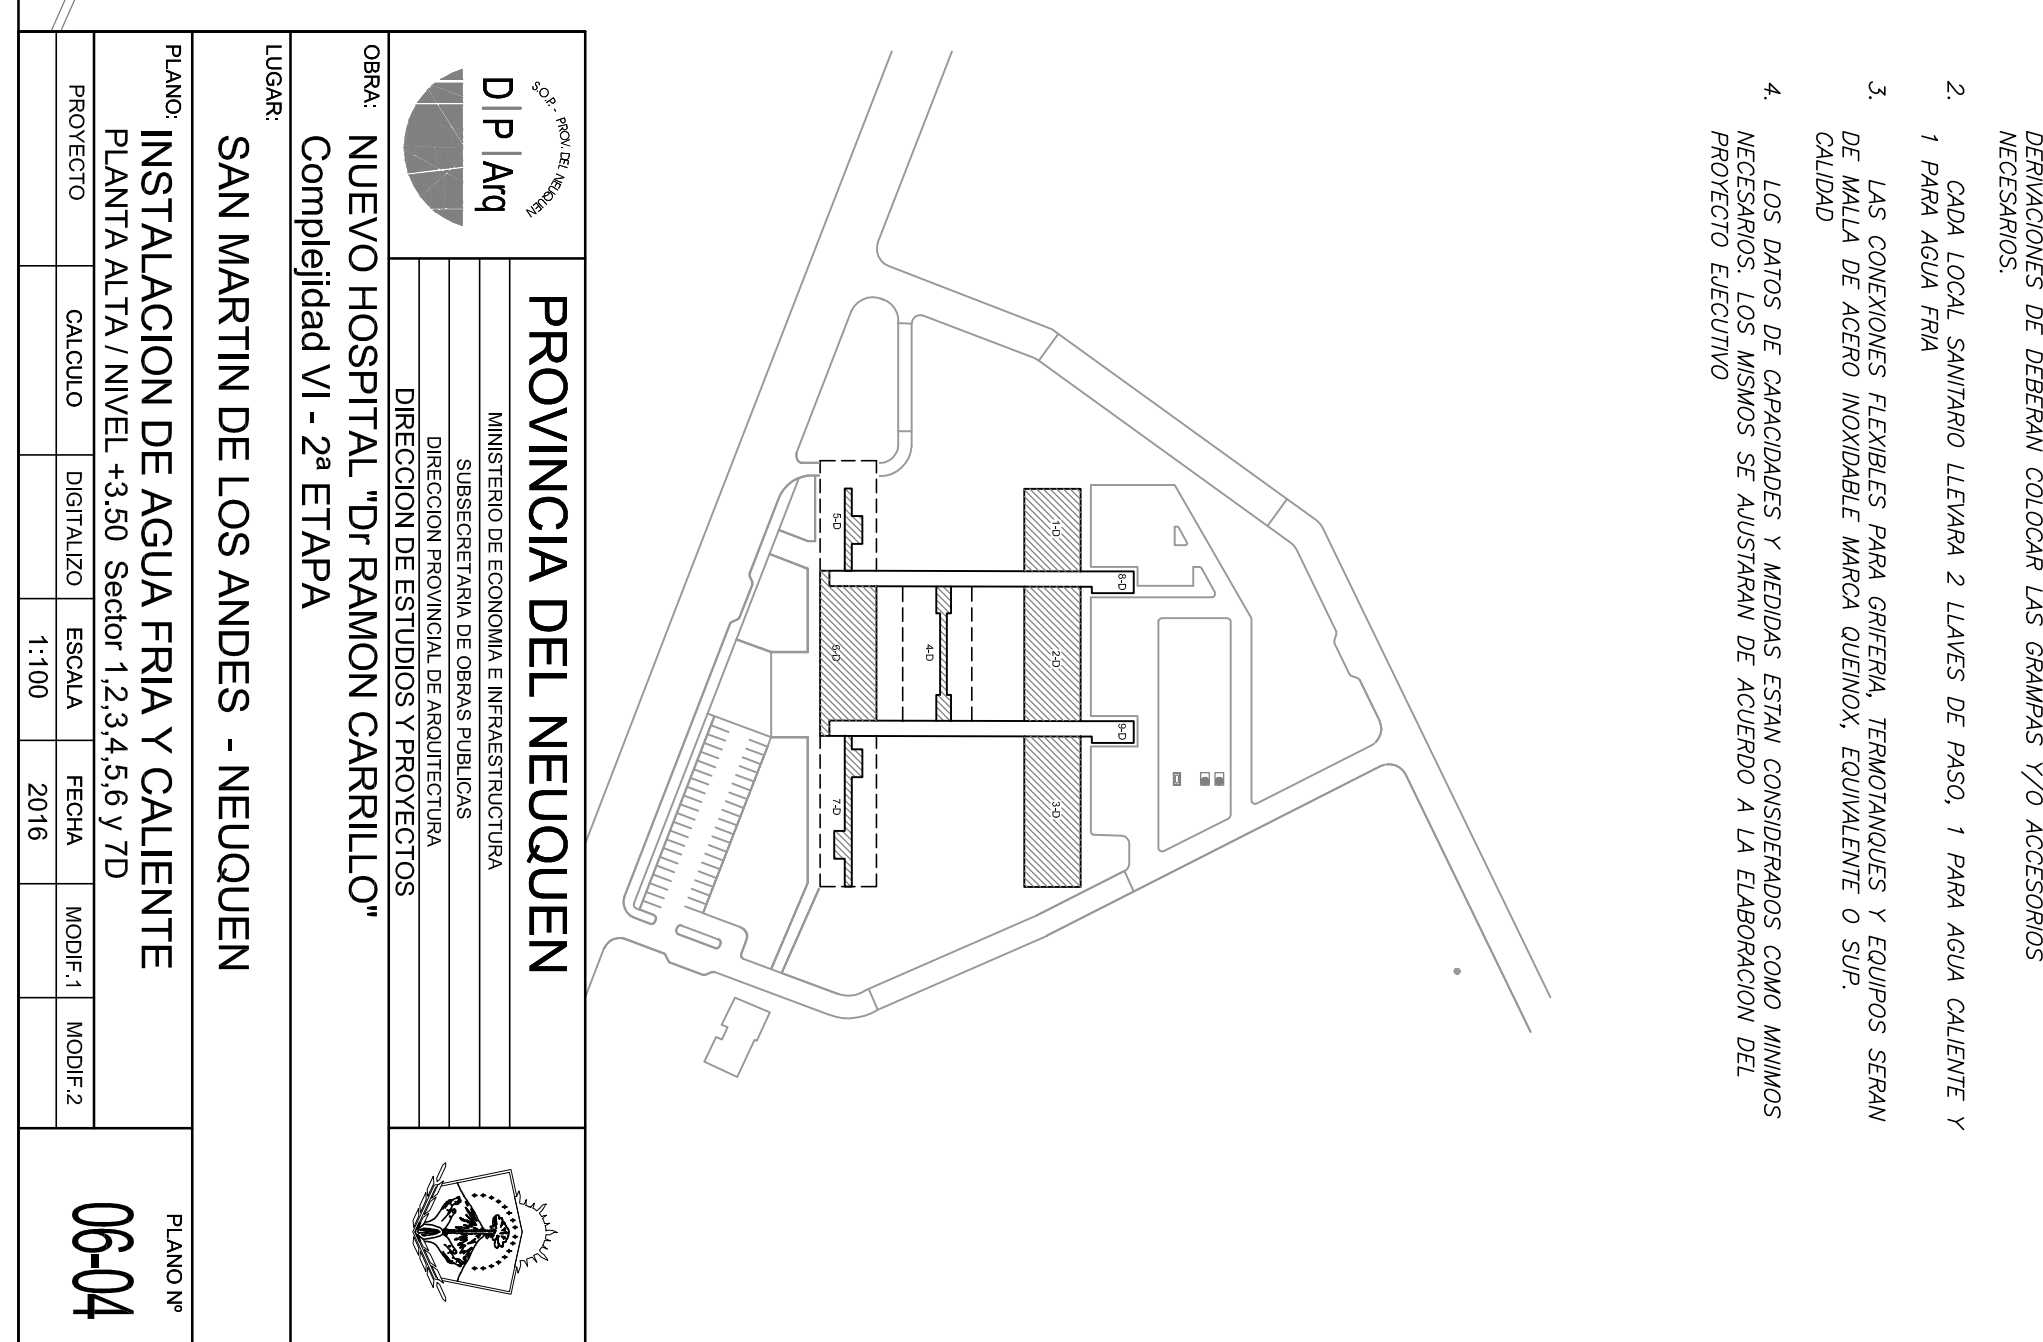 DERIVACIONES DE DEBERAN COLOCAR LAS GRAMPAS Y/O ACCESORIOS
NECESARIOS.
2. CADA LOCAL SANITARIO LLEVARA 2 LLAVES DE PASO, 1 PARA AGUA CALIENTE Y
1 PARA AGUA FRIA
3. LAS CONEXIONES FLEXIBLES PARA GRIFERIA, TERMOTANQUES Y EQUIPOS SERAN
DE MALLA DE ACERO INOXIDABLE MARCA QUEINOX, EQUIVALENTE O SUP.
CALIDAD
4. LOS DATOS DE CAPACIDADES Y MEDIDAS ESTAN CONSIDERADOS COMO MINIMOS
NECESARIOS. LOS MISMOS SE AJUSTARAN DE ACUERDO A LA ELABORACION DEL
PROYECTO EJECUTIVO
1-D
2-D
3-D
4-D
5-D
6-D
7-D
8-D
9-D
S.O.P. - PROV. DEL NEUQUEN
D|P|Arq
PROVINCIA DEL NEUQUEN
MINISTERIO DE ECONOMIA E INFRAESTRUCTURA
SUBSECRETARIA DE OBRAS PUBLICAS
DIRECCION PROVINCIAL DE ARQUITECTURA
DIRECCION DE ESTUDIOS Y PROYECTOS
OBRA: NUEVO HOSPITAL "Dr RAMON CARRILLO"
Complejidad VI - 2ª ETAPA
LUGAR:
SAN MARTIN DE LOS ANDES - NEUQUEN
PLANO: INSTALACION DE AGUA FRIA Y CALIENTE
PLANTA ALTA / NIVEL +3.50 Sector 1,2,3,4,5,6 y 7D
PLANO Nº
06-04
PROYECTO CALCULO DIGITALIZO ESCALA FECHA MODIF.1 MODIF.2
1:100 2016